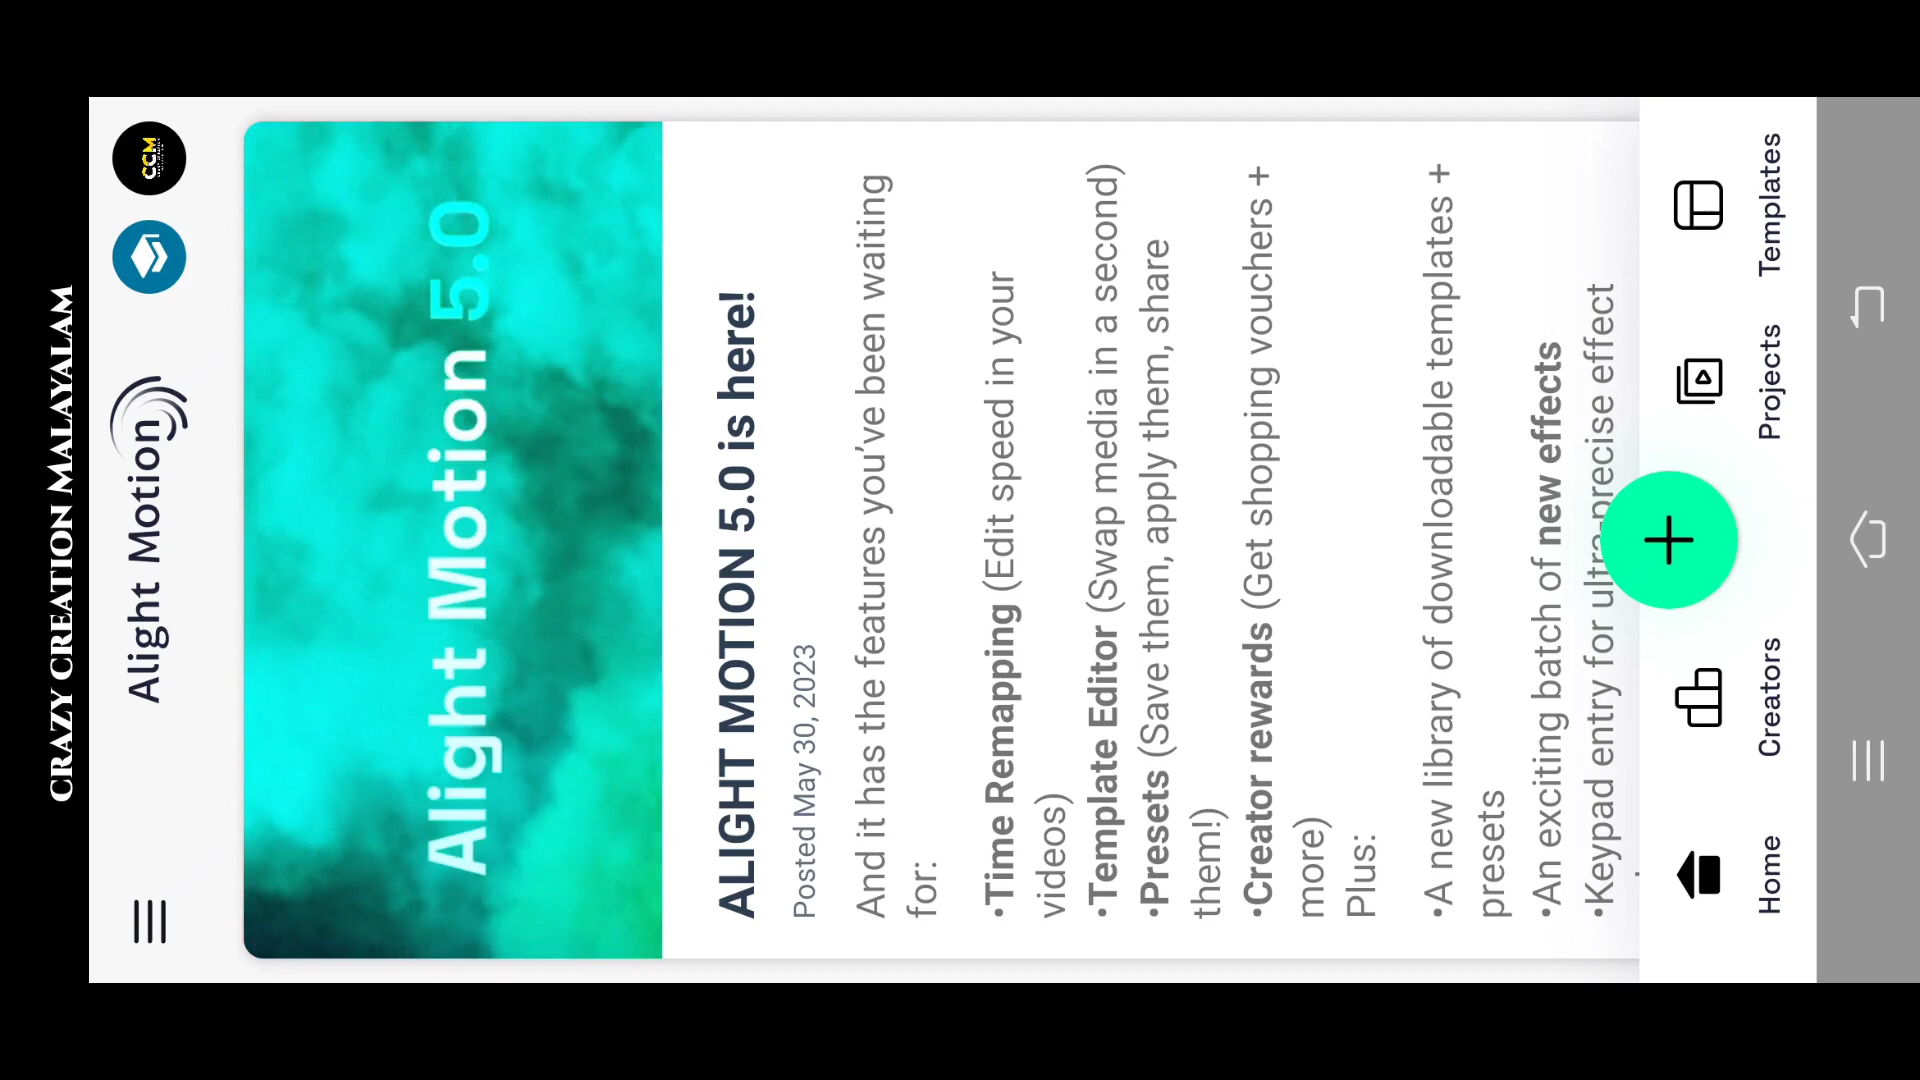 CRAZY CREATION MALAYALAM
Alight Motion
CCM
Alight Motion 5.0
ALIGHT MOTION 5.0 is here!
Posted May 30, 2023
And it has the features you've been waiting
for:
•Time Remapping (Edit speed in your
videos)
•Template Editor (Swap media in a second)
•Presets (Save them, apply them, share
them!)
•Creator rewards (Get shopping vouchers +
more)
Plus:
•A new library of downloadable templates +
presets
•An exciting batch of new effects
•Keypad entry for ultra-precise effect
Home
Creators
Projects
Templates